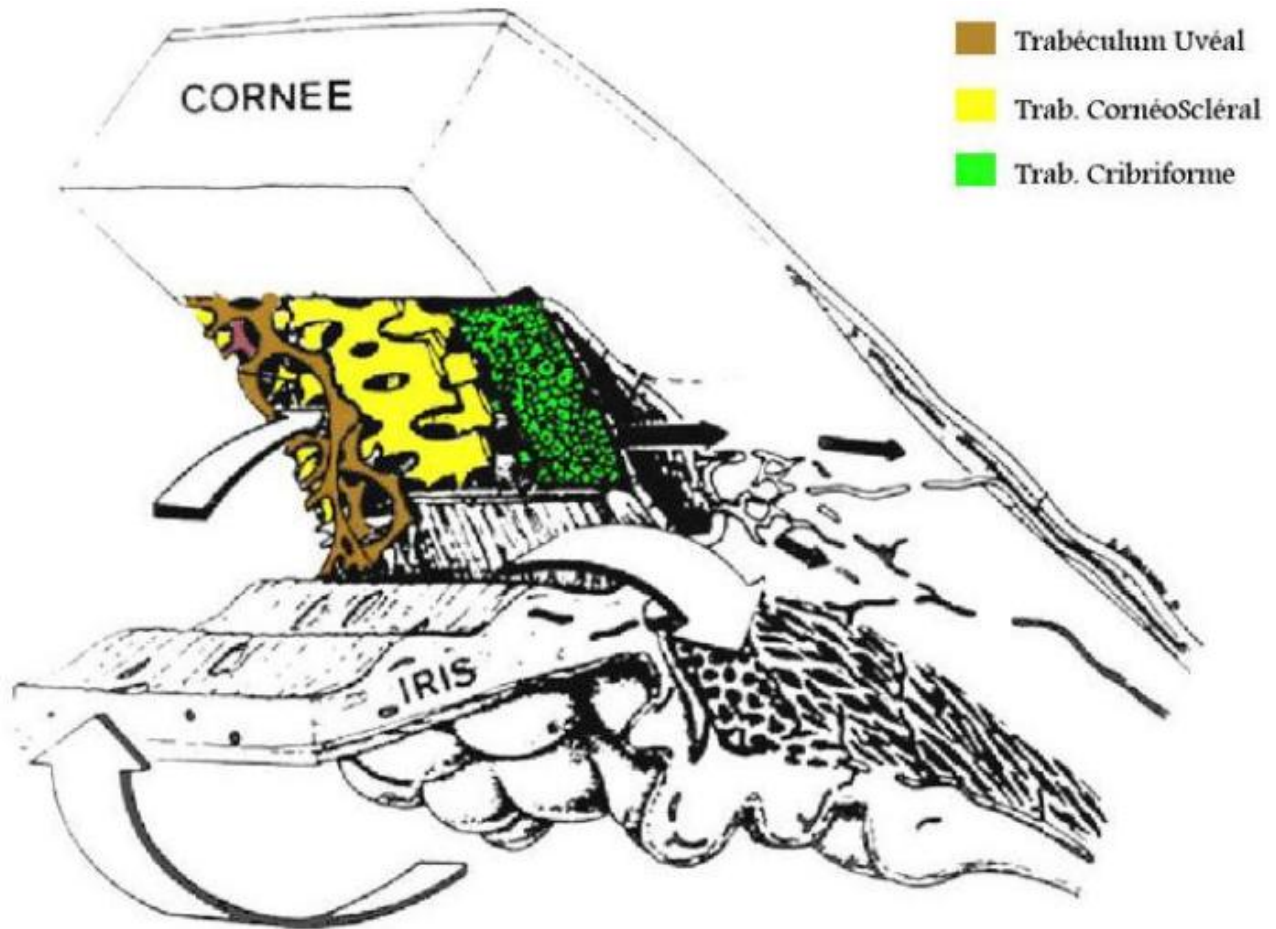 Trabéculum Uvéal
CORNEE
Trab. CornéoScléral
Trab. Cribriforme
IRIS